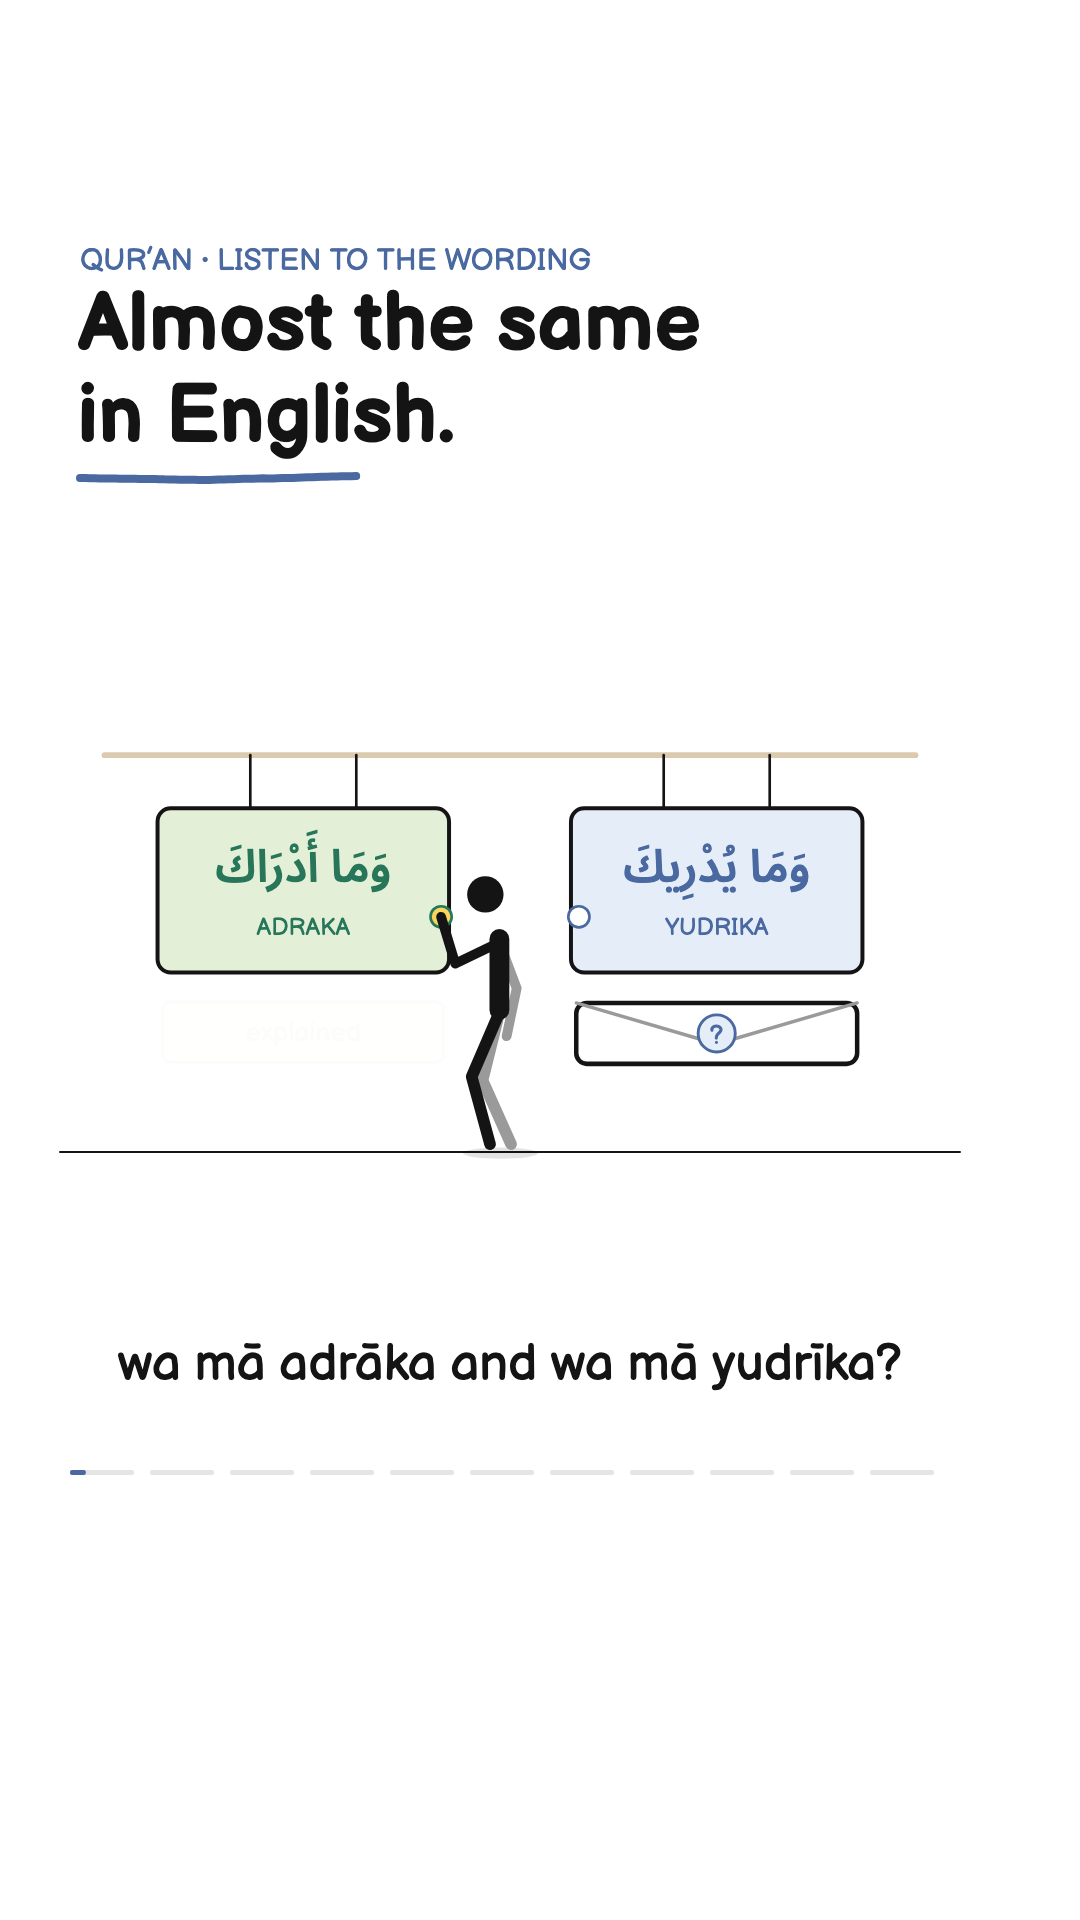 QUR’AN · LISTEN TO THE WORDING
Almost the same
in English.
وَمَا أَدْرَاكَ
ADRAKA
وَمَا يُدْرِيكَ
YUDRIKA
explained
?
wa mā adrāka and wa mā yudrīka?